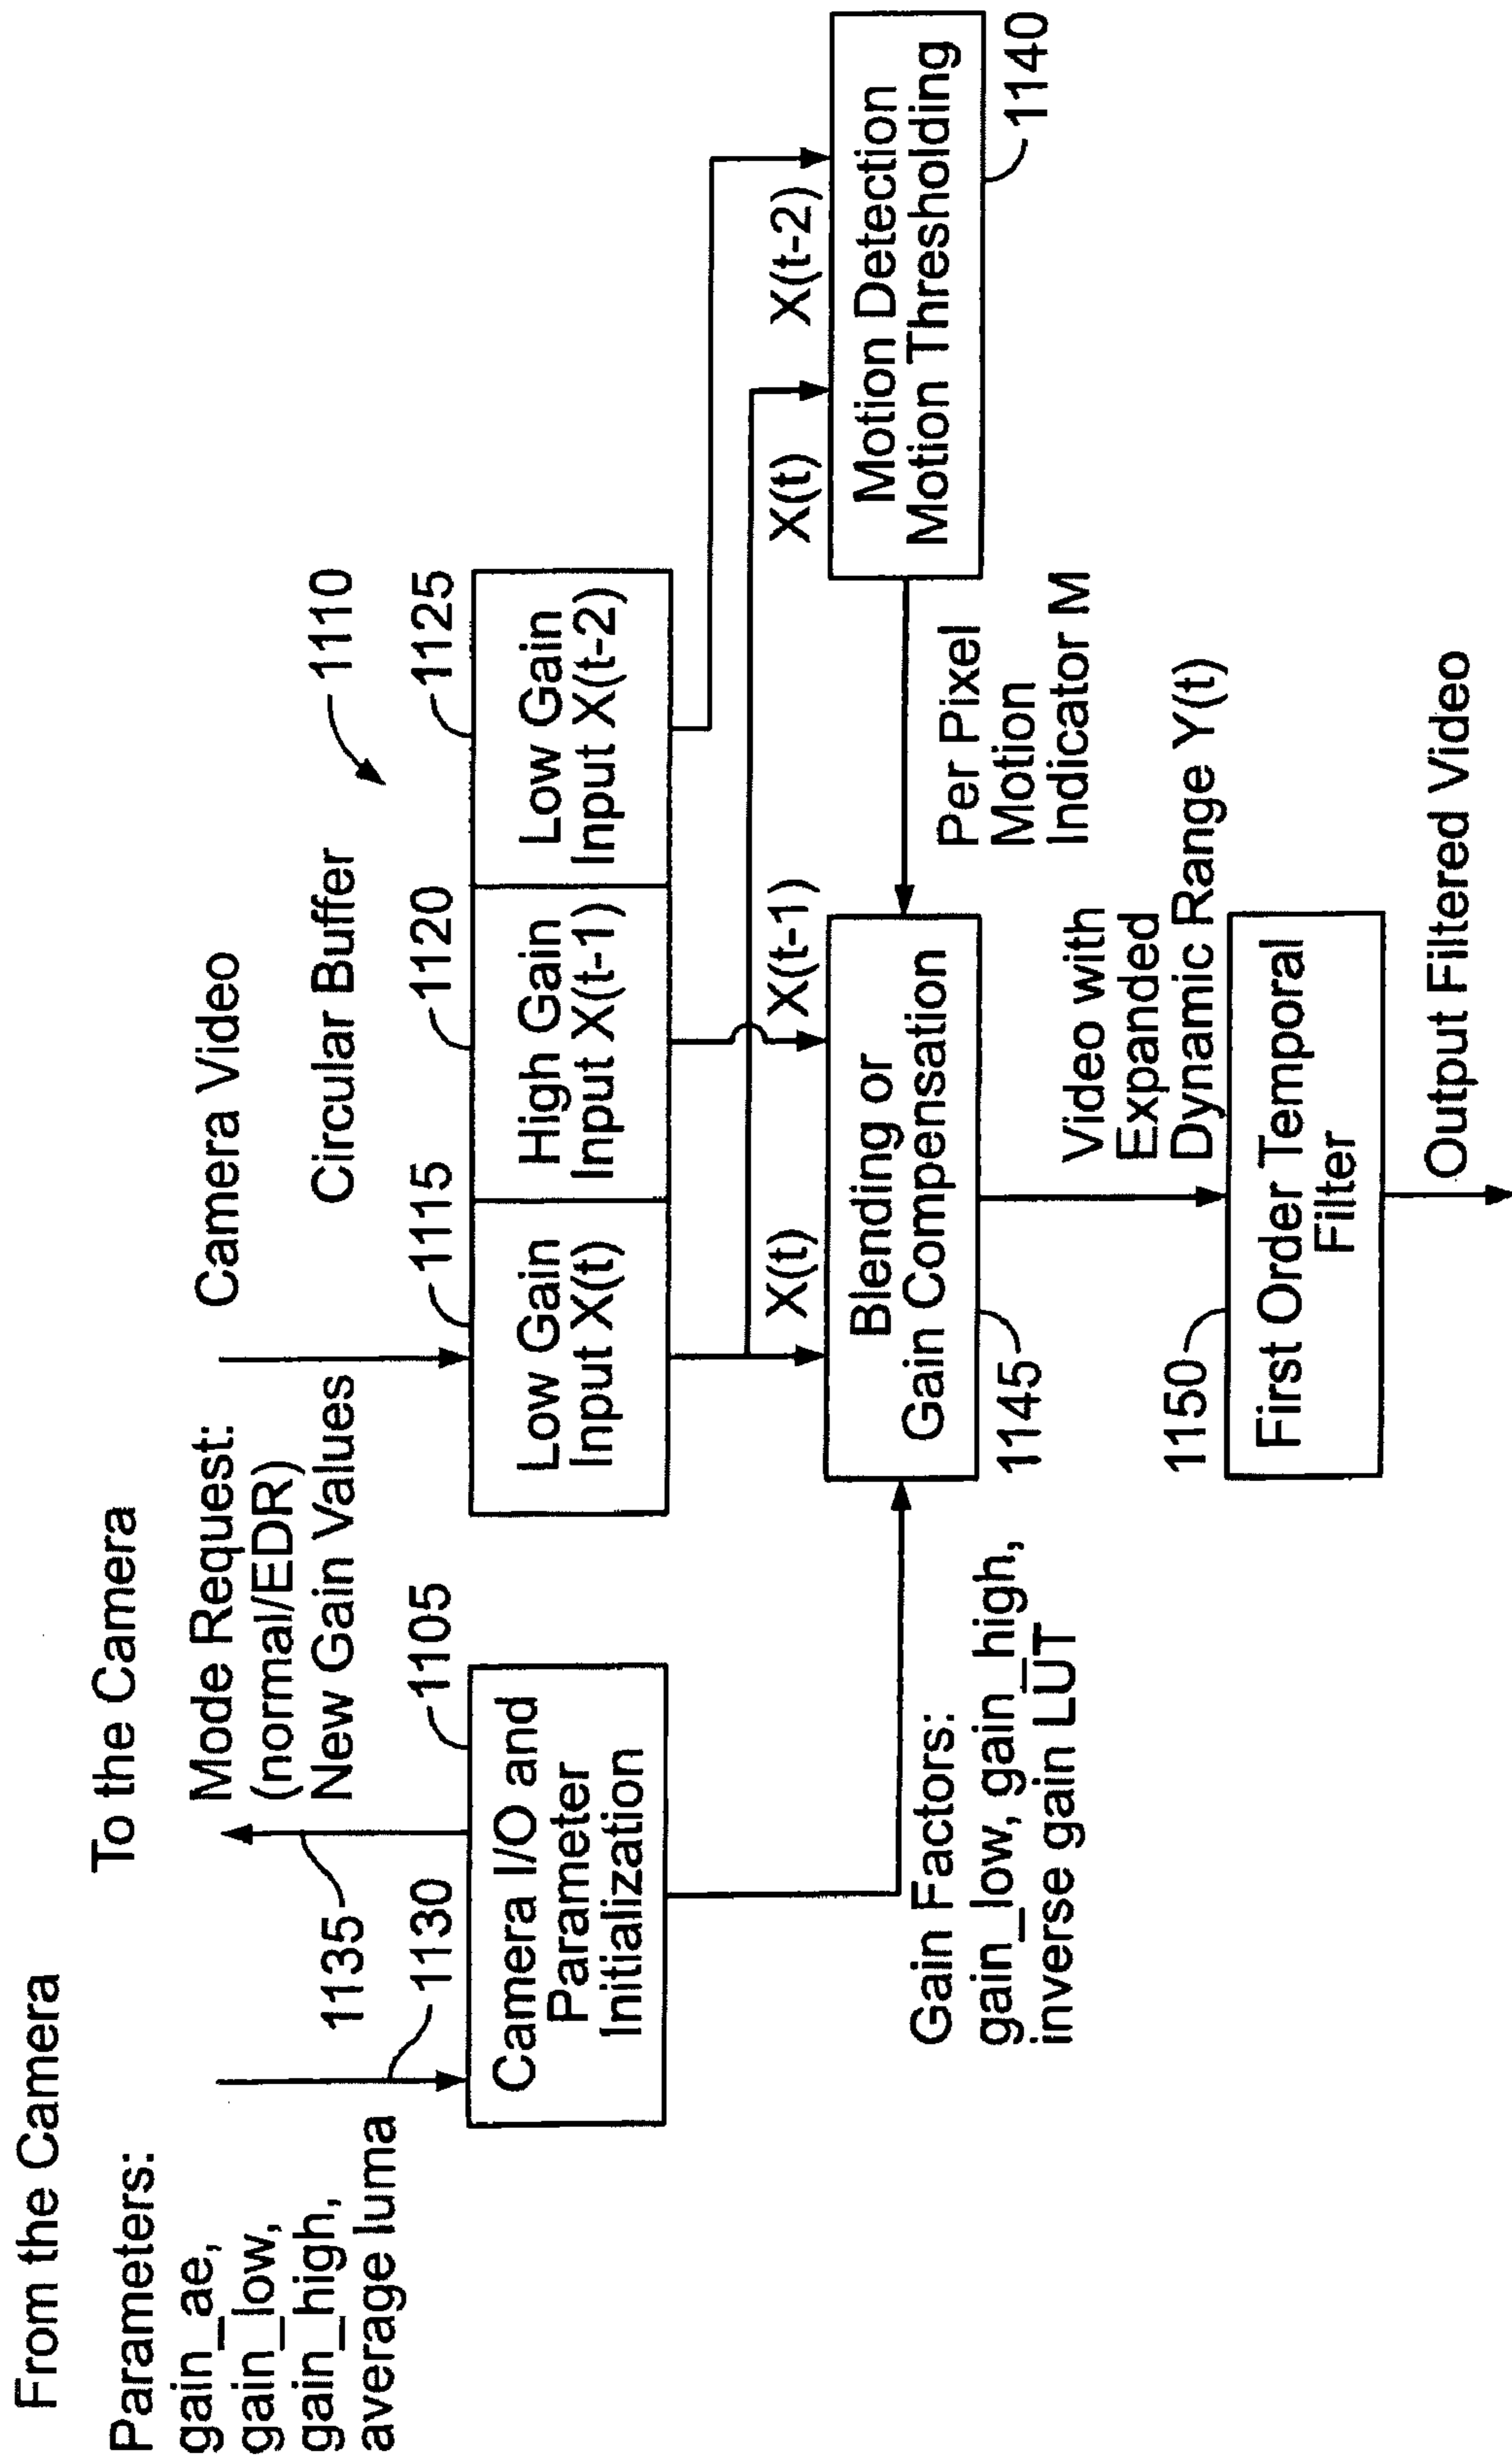 From the Camera
Parameters:
gain_ae,
gain_low,
gain_high,
average luma
1130
1135
To the Camera
Mode Request:
(normal/EDR)
New Gain Values
1105
Camera I/O and
Parameter
Initialization
Camera Video
Circular Buffer
1110
1115
1120
1125
Low Gain
Input X(t)
High Gain
Input X(t-1)
Low Gain
Input X(t-2)
X(t)
X(t-1)
X(t)
X(t-2)
Motion Detection
Motion Thresholding
1140
Gain Factors:
gain_low, gain_high,
inverse gain LUT
Blending or
Gain Compensation
1145
Per Pixel
Motion
Indicator M
Video with
Expanded
Dynamic Range Y(t)
1150
First Order Temporal
Filter
Output Filtered Video